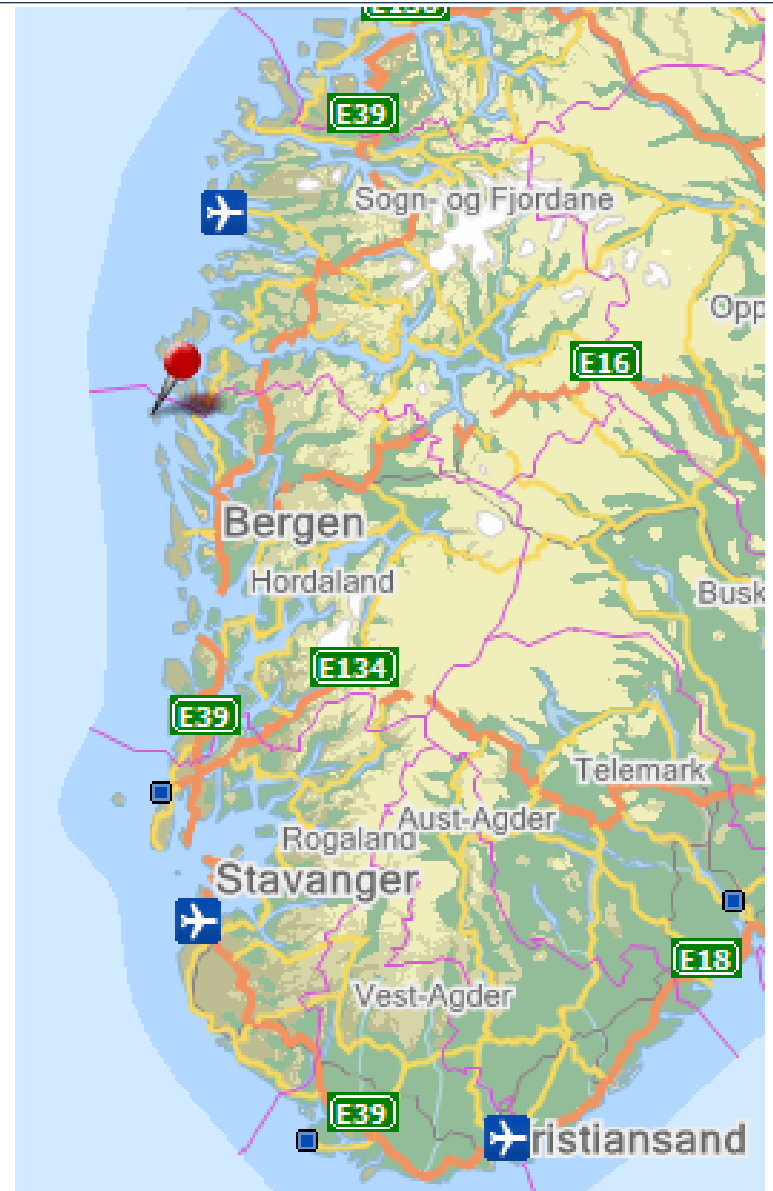 E39
Sogn- og Fjordane
Opp
E16
Bergen
Hordaland
Busk
E134
E39
Telemark
Aust-Agder
Rogaland
Stavanger
E18
Vest-Agder
E39
ristiansand